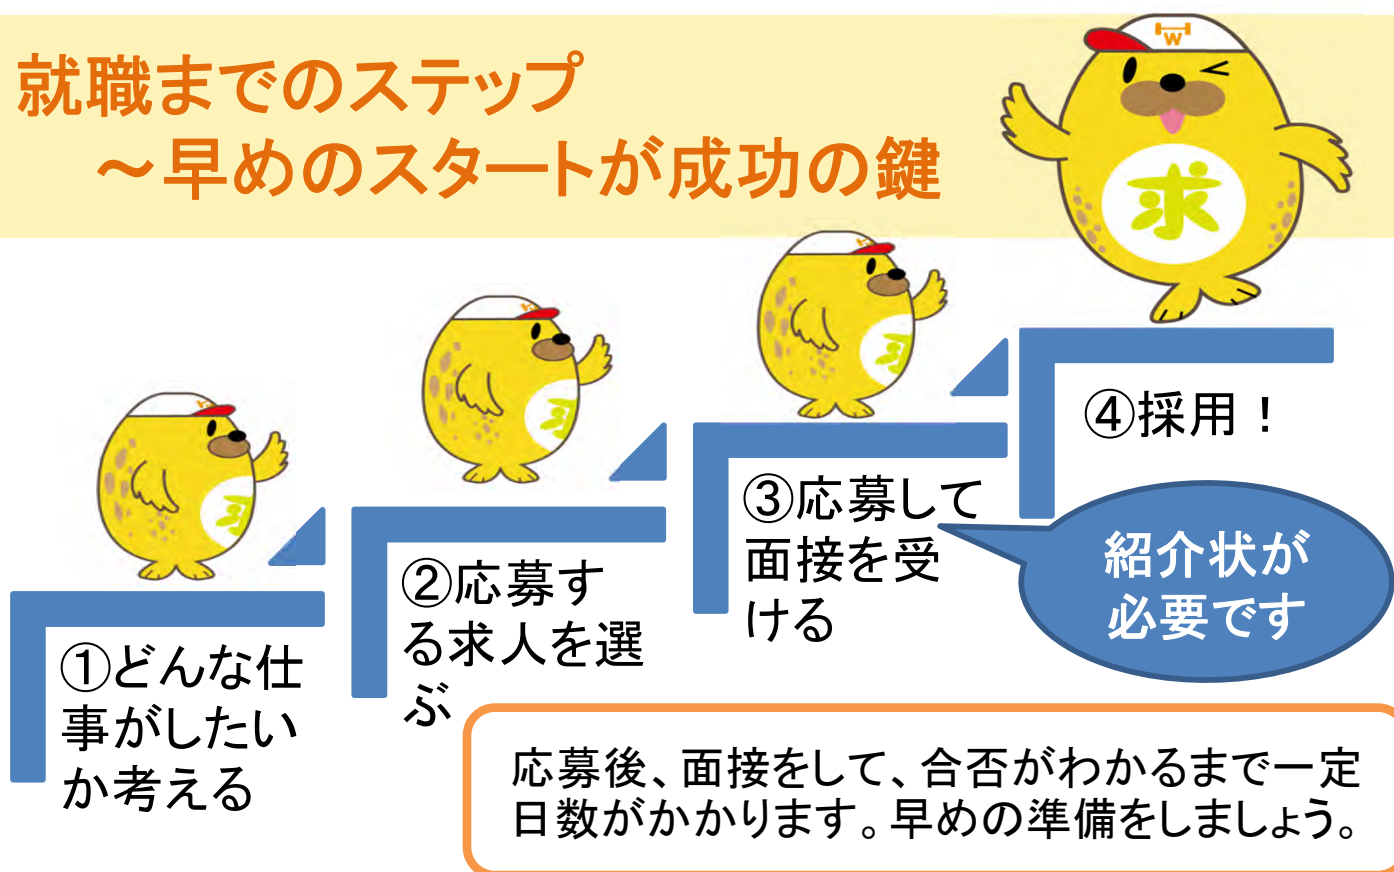 就職までのステップ
～早めのスタートが成功の鍵
W
求
①どんな仕
事がしたい
か考える
②応募す
る求人を選
ぶ
③応募して
面接を受
ける
④採用！
紹介状が
必要です
応募後、面接をして、合否がわかるまで一定
日数がかかります。早めの準備をしましょう。